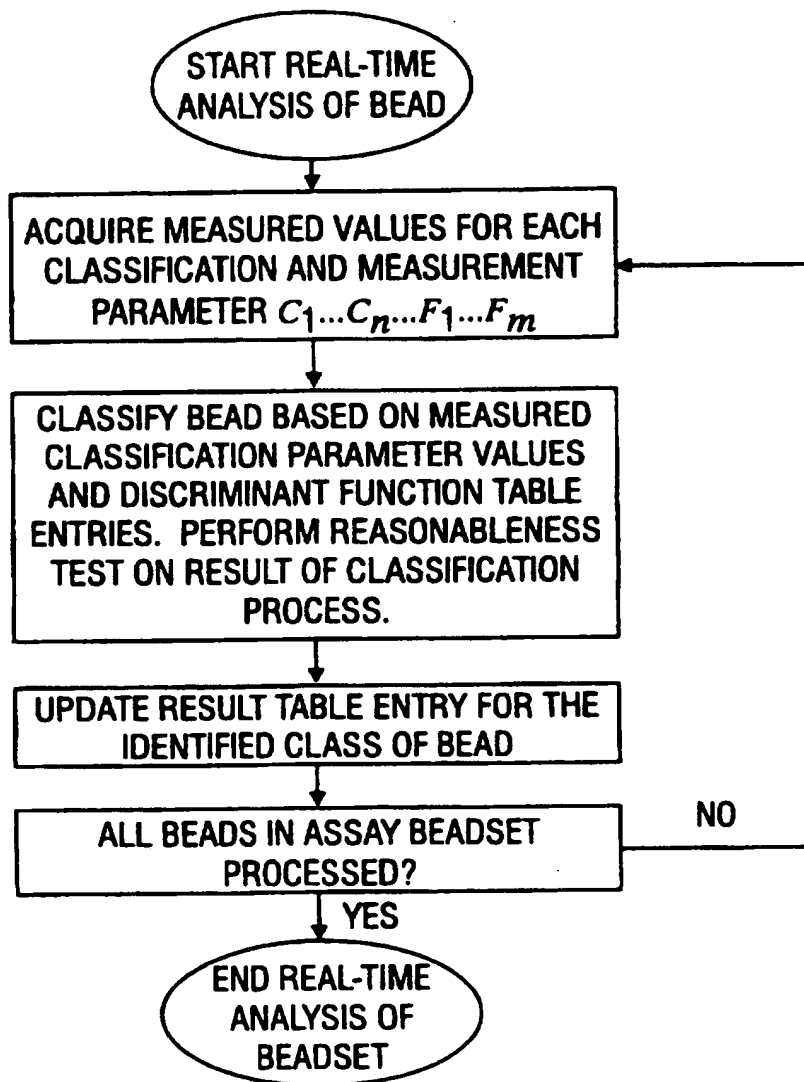 START REAL-TIME
ANALYSIS OF BEAD
ACQUIRE MEASURED VALUES FOR EACH
CLASSIFICATION AND MEASUREMENT
PARAMETER C1...Cn...F1...Fm
CLASSIFY BEAD BASED ON MEASURED
CLASSIFICATION PARAMETER VALUES
AND DISCRIMINANT FUNCTION TABLE
ENTRIES. PERFORM REASONABLENESS
TEST ON RESULT OF CLASSIFICATION
PROCESS.
UPDATE RESULT TABLE ENTRY FOR THE
IDENTIFIED CLASS OF BEAD
ALL BEADS IN ASSAY BEADSET
PROCESSED?
NO
YES
END REAL-TIME
ANALYSIS OF
BEADSET